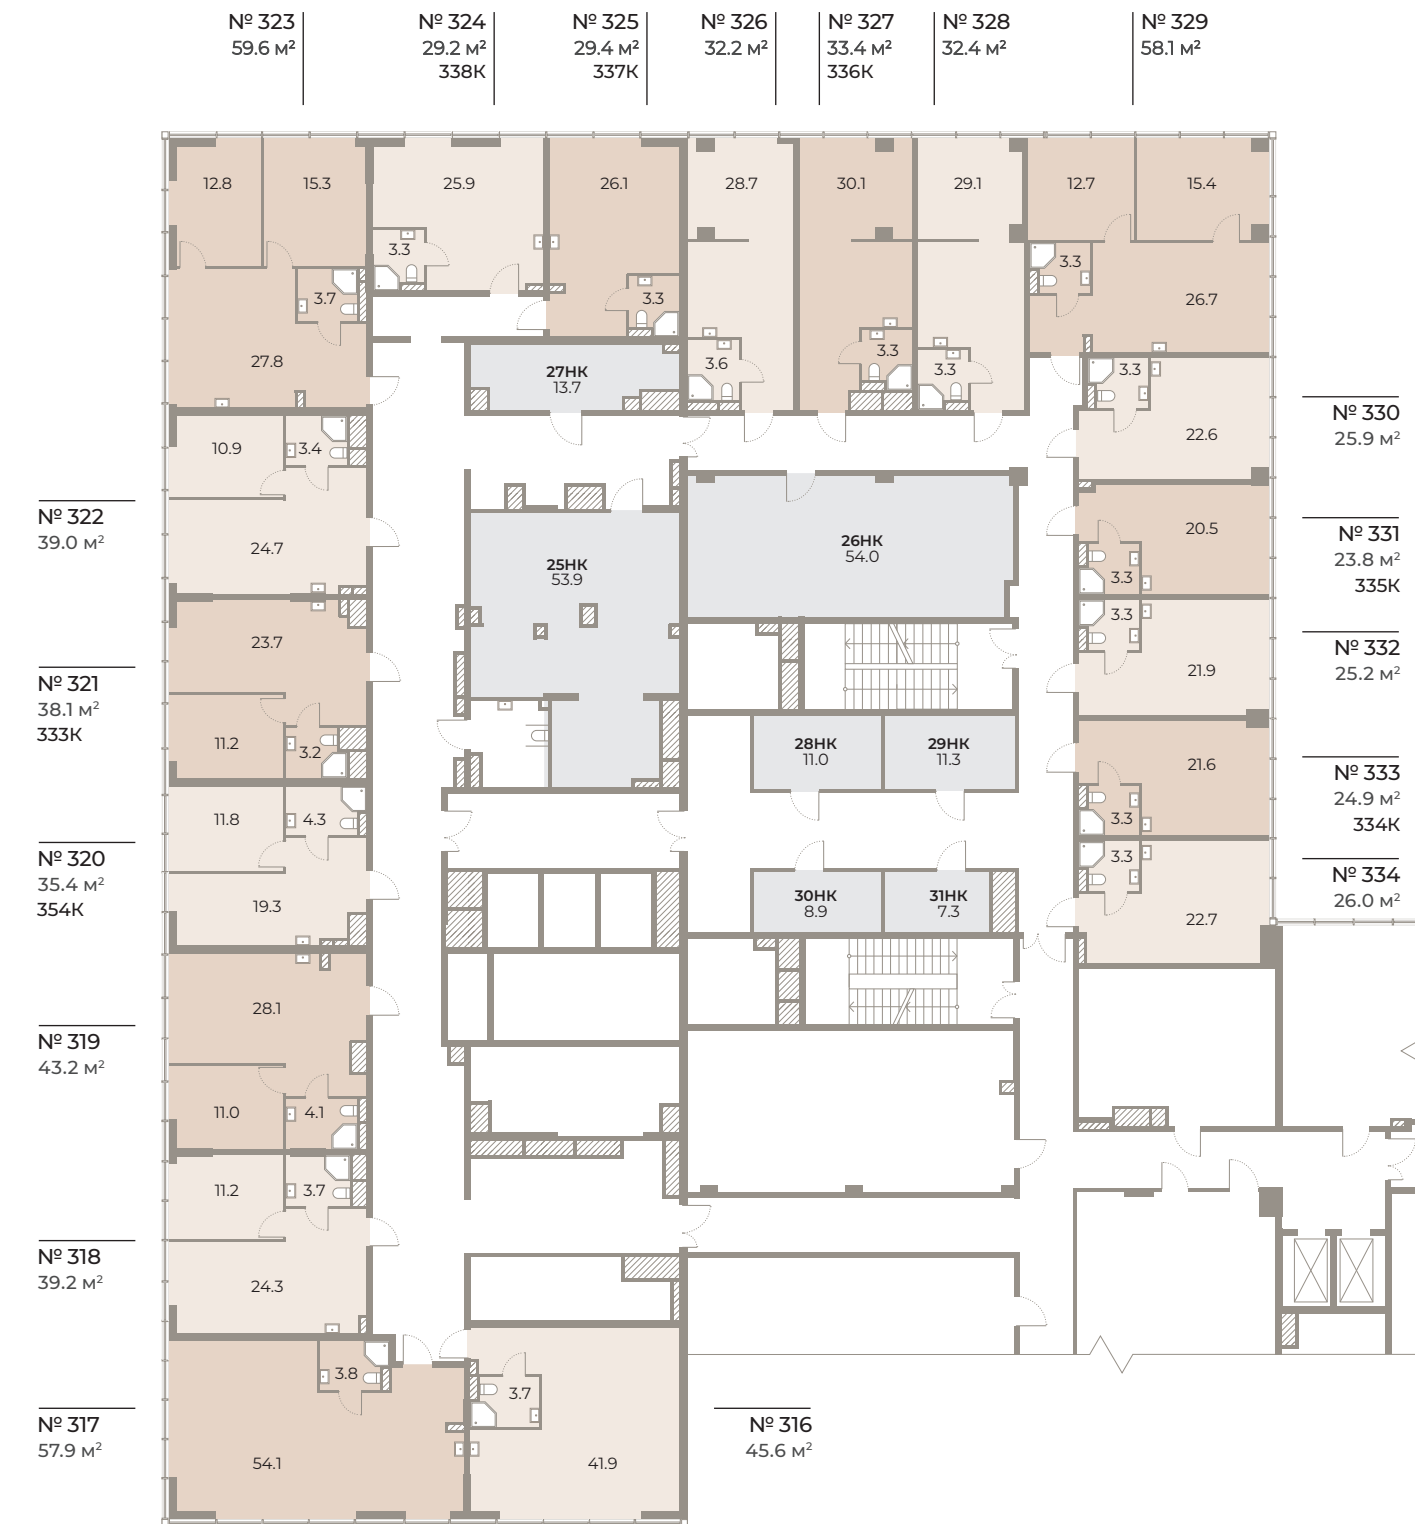 № 323
59.6 м²
№ 324
29.2 м²
338К
№ 325
29.4 м²
337К
№ 326
32.2 м²
№ 327
33.4 м²
336К
№ 328
32.4 м²
№ 329
58.1 м²
12.8
15.3
25.9
26.1
28.7
30.1
29.1
12.7
15.4
3.3
3.7
3.3
3.3
26.7
27.8
27НК
13.7
3.6
3.3
3.3
3.3
№ 330
25.9 м²
10.9
3.4
22.6
№ 322
39.0 м²
24.7
25НК
53.9
26НК
54.0
20.5
3.3
№ 331
23.8 м²
335К
23.7
3.3
21.9
№ 332
25.2 м²
№ 321
38.1 м²
333К
11.2
3.2
28НК
11.0
29НК
11.3
21.6
3.3
№ 333
24.9 м²
334К
11.8
4.3
№ 320
35.4 м²
354К
19.3
30НК
8.9
31НК
7.3
3.3
22.7
№ 334
26.0 м²
28.1
№ 319
43.2 м²
11.0
4.1
11.2
3.7
№ 318
39.2 м²
24.3
3.8
3.7
№ 317
57.9 м²
54.1
41.9
№ 316
45.6 м²